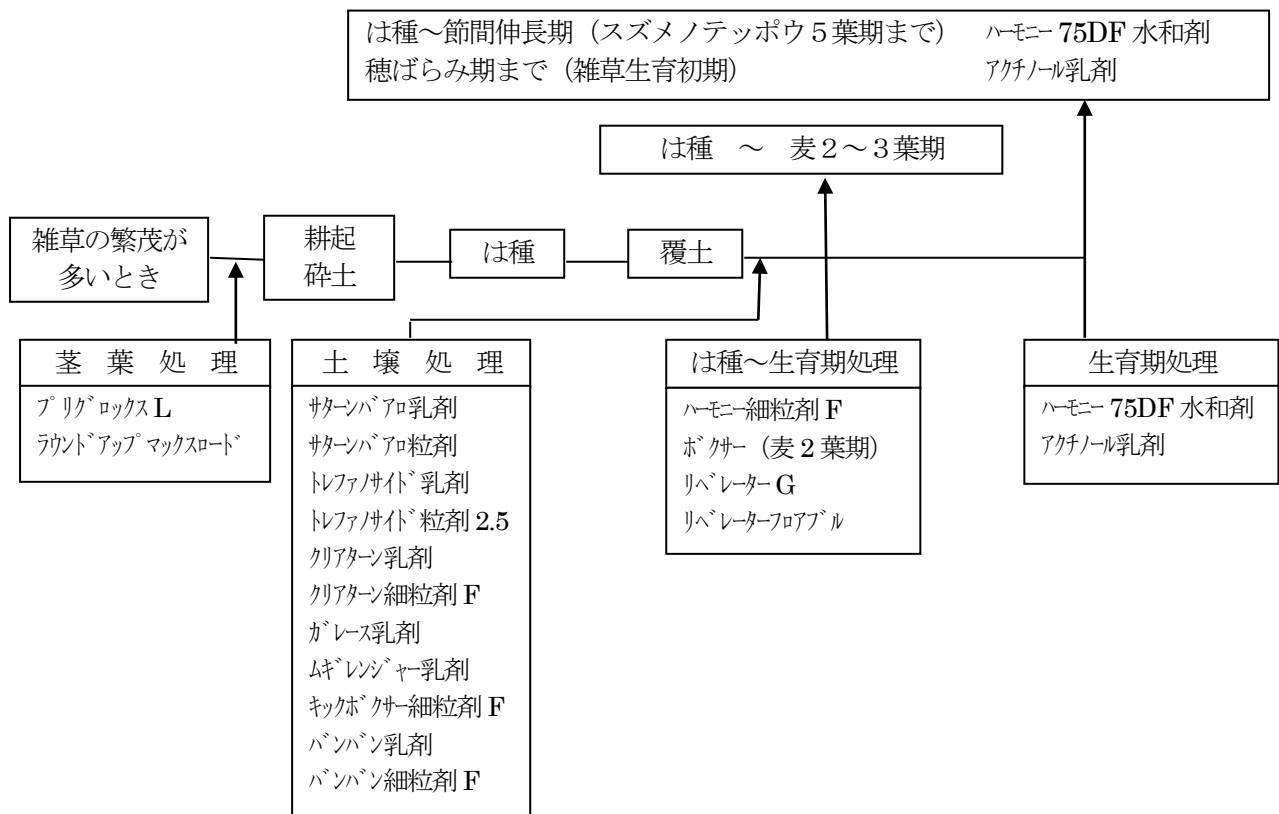 は種～節間伸長期（スズメノテッポウ５葉期まで） ﾊｰﾓﾆｰ 75DF 水和剤
穂ばらみ期まで（雑草生育初期） ｱｸﾁﾉｰﾙ乳剤
は種 ～ 麦２～３葉期
雑草の繁茂が
多いとき
耕起
砕土
は種
覆土
茎 葉 処 理
ﾌﾟﾘｸﾞﾛｯｸｽ L
ﾗｳﾝﾄﾞｱｯﾌﾟﾏｯｸｽﾛｰﾄﾞ
土 壌 処 理
ｻﾀｰﾝﾊﾞｱﾛ乳剤
ｻﾀｰﾝﾊﾞｱﾛ粒剤
ﾄﾚﾌｧﾉｻｲﾄﾞ乳剤
ﾄﾚﾌｧﾉｻｲﾄﾞ粒剤 2.5
ｸﾘｱﾀｰﾝ乳剤
ｸﾘｱﾀｰﾝ細粒剤 F
ｶﾞﾚｰｽ乳剤
ﾑｷﾞﾚﾝｼﾞｬｰ乳剤
ｷｯｸﾎﾞｸｻｰ細粒剤 F
ﾊﾞﾝﾊﾞﾝ乳剤
ﾊﾞﾝﾊﾞﾝ細粒剤 F
は種～生育期処理
ﾊｰﾓﾆｰ細粒剤 F
ﾎﾞｸｻｰ（麦 2 葉期）
ﾘﾍﾞﾚｰﾀｰ G
ﾘﾍﾞﾚｰﾀｰﾌﾛｱﾌﾞﾙ
生育期処理
ﾊｰﾓﾆｰ 75DF 水和剤
ｱｸﾁﾉｰﾙ乳剤